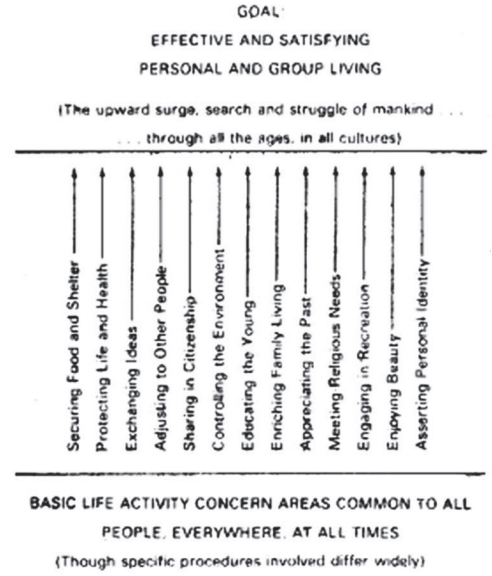 GOAL:
EFFECTIVE AND SATISFYING
PERSONAL AND GROUP LIVING
(The upward surge, search and struggle of mankind . . .
. . . through all the ages, in all cultures)
Securing Food and Shelter
Protecting Life and Health
Exchanging Ideas
Adjusting to Other People
Sharing in Citizenship
Controlling the Environment
Educating the Young
Enriching Family Living
Appreciating the Past
Meeting Religious Needs
Engaging in Recreation
Enjoying Beauty
Asserting Personal Identity
BASIC LIFE ACTIVITY CONCERN AREAS COMMON TO ALL
PEOPLE, EVERYWHERE, AT ALL TIMES
(Though specific procedures involved differ widely)